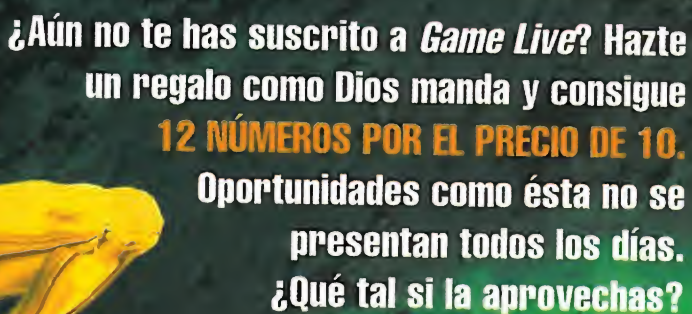 ¿Aún no te has suscrito a Game Live? Hazte
un regalo como Dios manda y consigue
12 NÚMEROS POR EL PRECIO DE 10.
Oportunidades como ésta no se
presentan todos los días.
¿Qué tal si la aprovechas?